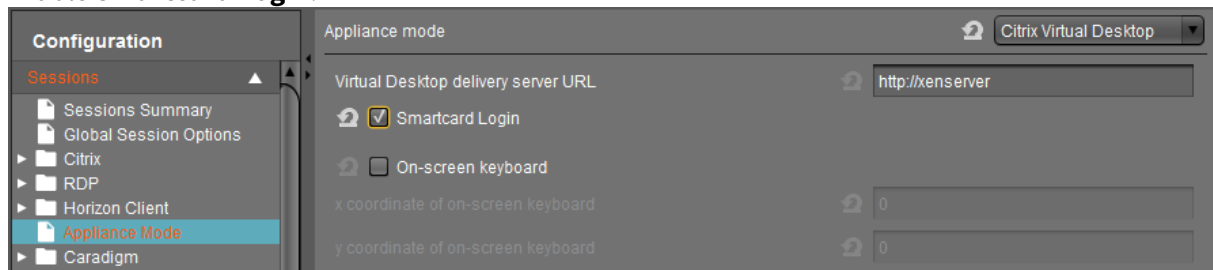 Configuration
Sessions
Sessions Summary
Global Session Options
Citrix
RDP
Horizon Client
Appliance Mode
Caradigm
Appliance mode
Citrix Virtual Desktop
Virtual Desktop delivery server URL
http://xenserver
Smartcard Login
On-screen keyboard
x coordinate of on-screen keyboard
0
y coordinate of on-screen keyboard
0